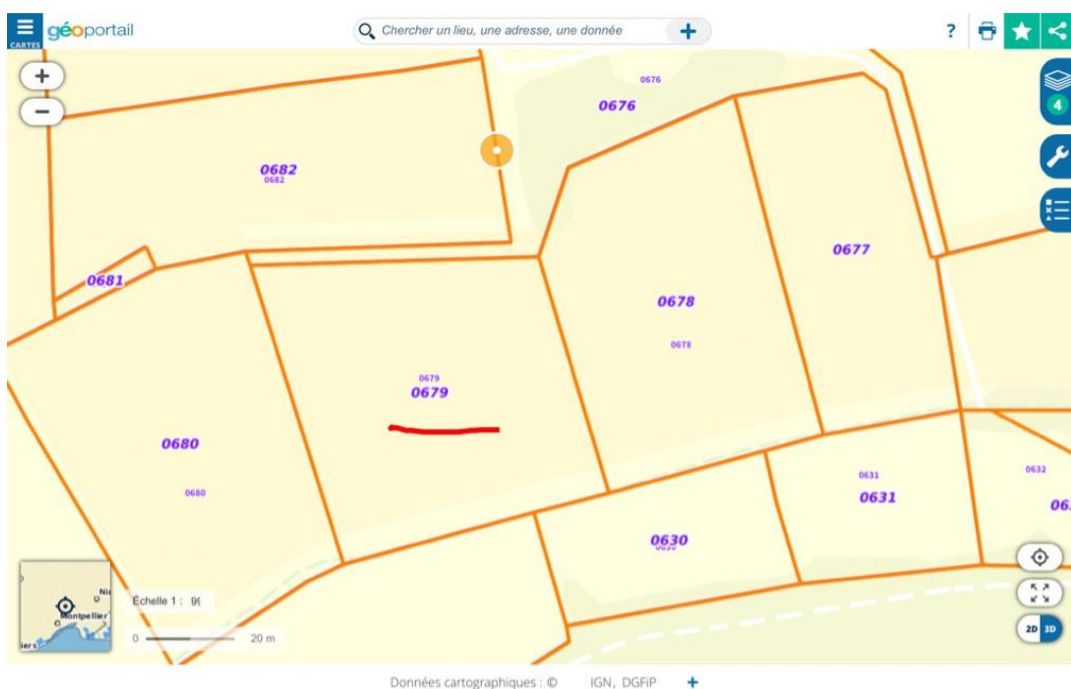 CARTES
géoportail
Chercher un lieu, une adresse, une donnée
+
?
+
−
4
0676
0676
0682
0682
0681
0677
0678
0678
0679
0679
0680
0680
0631
0631
0632
0630
Montpellier
Échelle 1 :
0
20 m
2D 3D
Données cartographiques : © IGN, DGFiP +